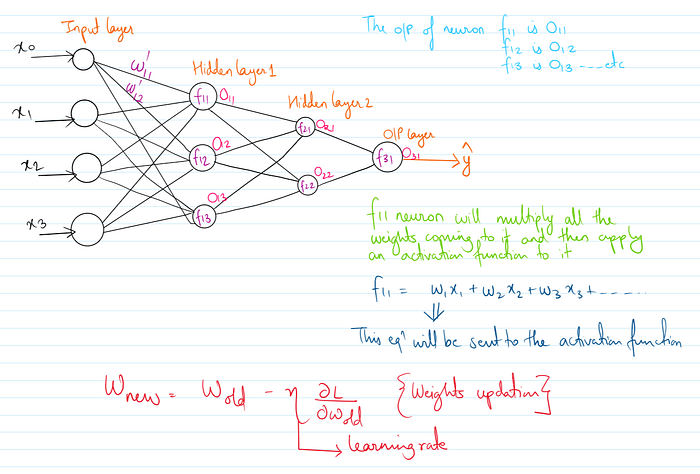 Input layer
x0
x1
x2
x3
w'11
w'12
Hidden layer 1
f11 O11
f12 O12
f13 O13
Hidden layer 2
f21 O21
f22 O22
O/P layer
f31 O31
ŷ
The o/p of neuron f11 is O11
f12 is O12
f13 is O13 ----etc
f11 neuron will multiply all the
weights coming to it and then apply
an activation function to it
f11 = w1x1 + w2x2 + w3x3 + ------
⇓
This eqn will be sent to the activation function
Wnew = Wold - η ∂L/∂wold {Weights updation}
learning rate